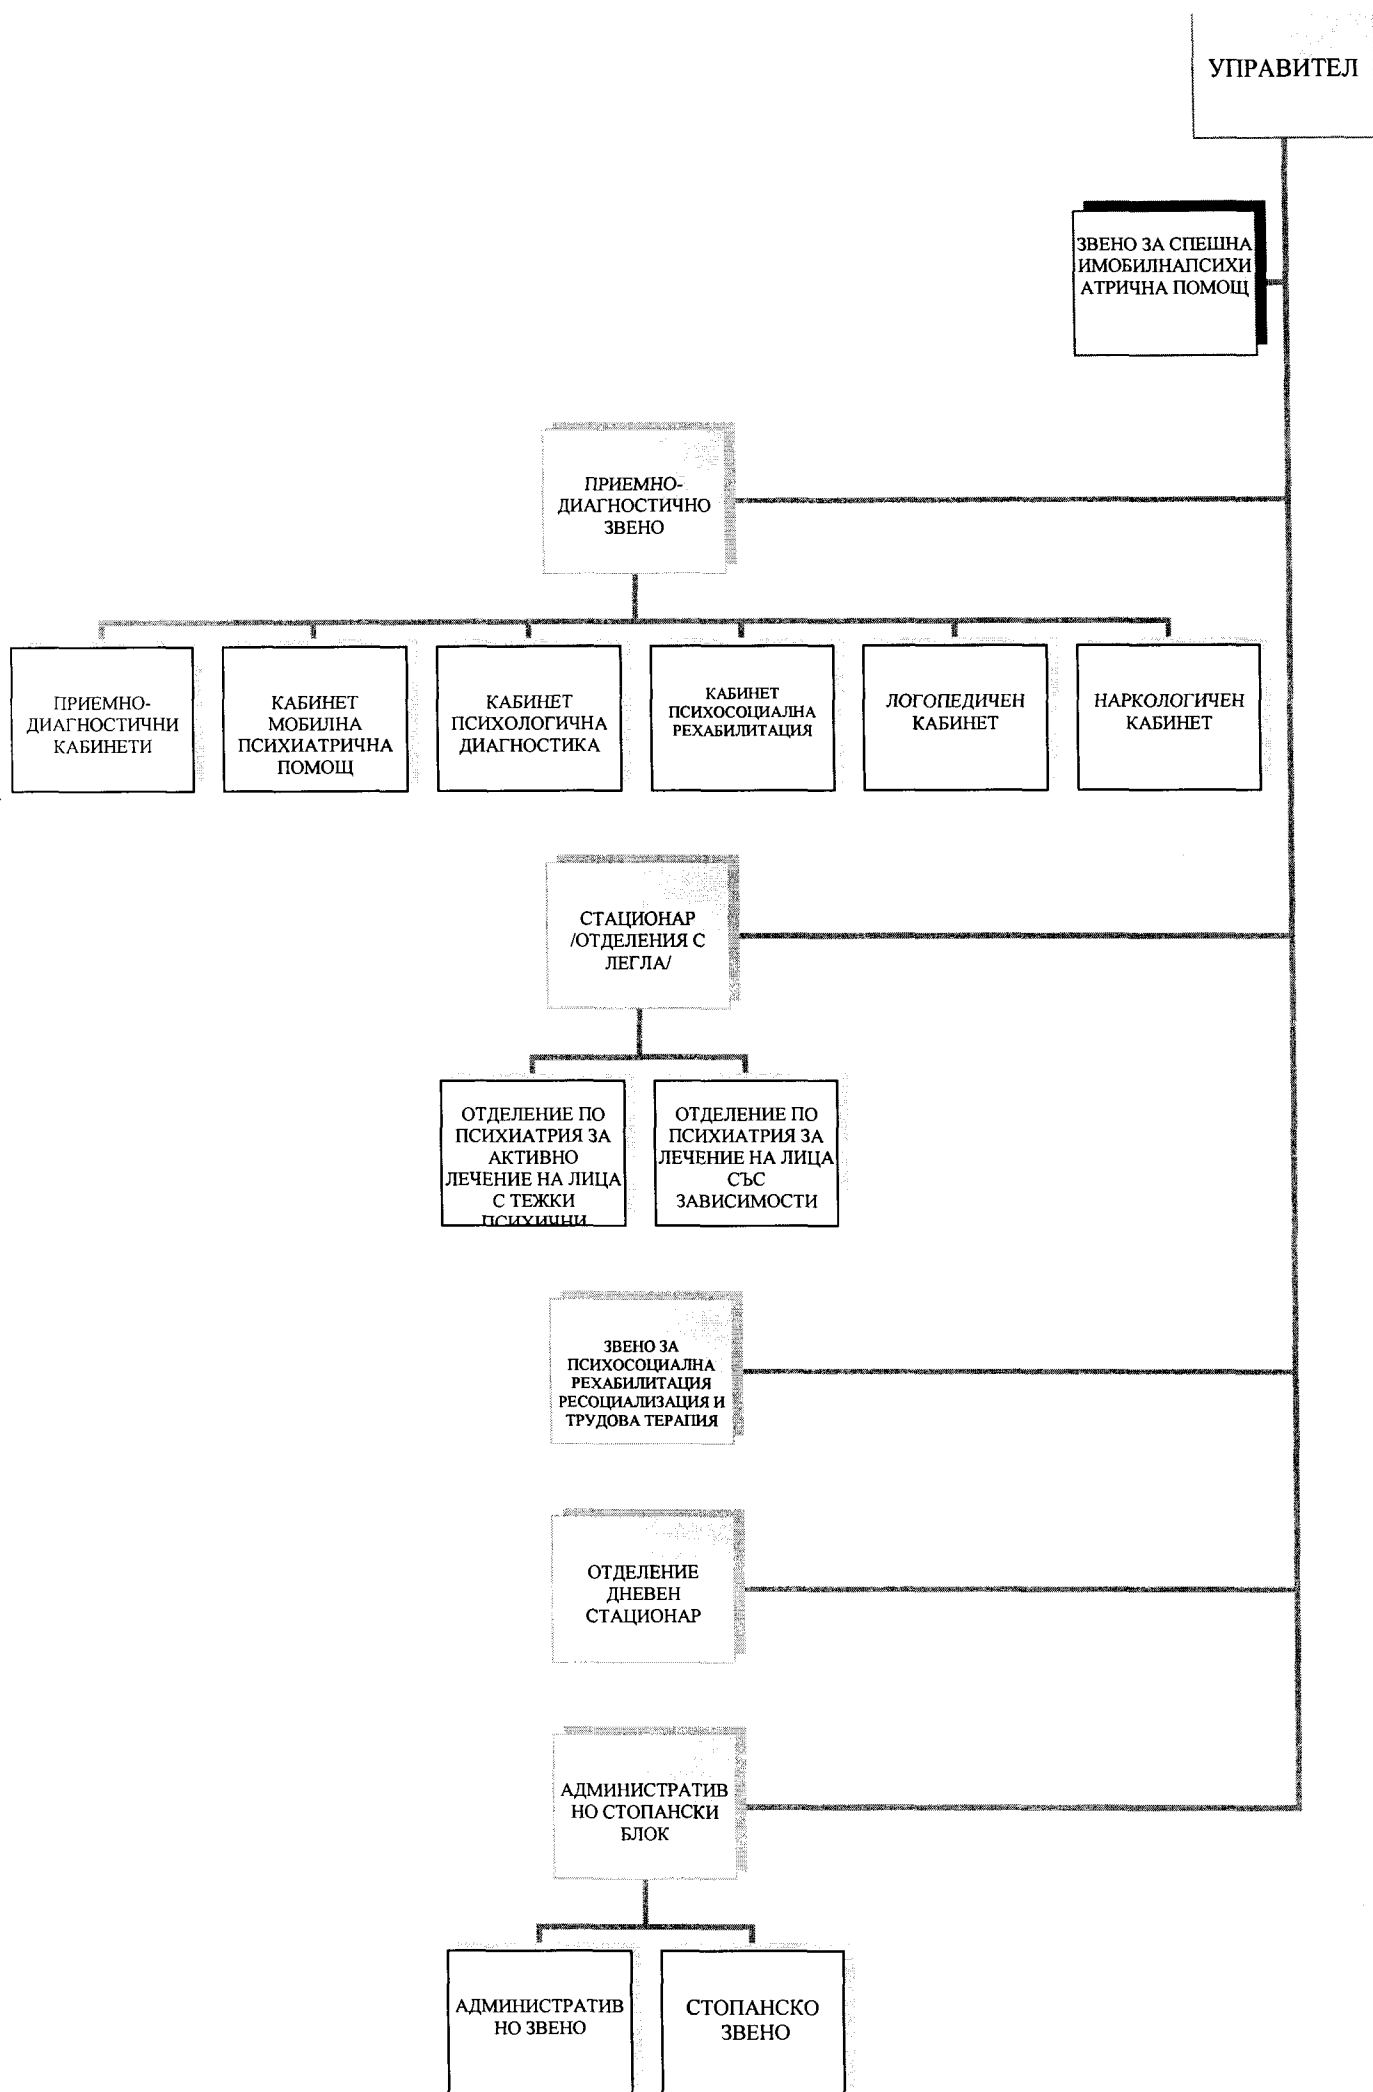 УПРАВИТЕЛ
ЗВЕНО ЗА СПЕШНА
ИМОБИЛНАПСИХИ
АТРИЧНА ПОМОЩ
ПРИЕМНО-
ДИАГНОСТИЧНО
ЗВЕНО
ПРИЕМНО-
ДИАГНОСТИЧНИ
КАБИНЕТИ
КАБИНЕТ
МОБИЛНА
ПСИХИАТРИЧНА
ПОМОЩ
КАБИНЕТ
ПСИХОЛОГИЧНА
ДИАГНОСТИКА
КАБИНЕТ
ПСИХОСОЦИАЛНА
РЕХАБИЛИТАЦИЯ
ЛОГОПЕДИЧЕН
КАБИНЕТ
НАРКОЛОГИЧЕН
КАБИНЕТ
СТАЦИОНАР
/ОТДЕЛЕНИЯ С
ЛЕГЛА/
ОТДЕЛЕНИЕ ПО
ПСИХИАТРИЯ ЗА
АКТИВНО
ЛЕЧЕНИЕ НА ЛИЦА
С ТЕЖКИ
ПСИХИЧНИ
ОТДЕЛЕНИЕ ПО
ПСИХИАТРИЯ ЗА
ЛЕЧЕНИЕ НА ЛИЦА
СЪС
ЗАВИСИМОСТИ
ЗВЕНО ЗА
ПСИХОСОЦИАЛНА
РЕХАБИЛИТАЦИЯ
РЕСОЦИАЛИЗАЦИЯ И
ТРУДОВА ТЕРАПИЯ
ОТДЕЛЕНИЕ
ДНЕВЕН
СТАЦИОНАР
АДМИНИСТРАТИВ
НО СТОПАНСКИ
БЛОК
АДМИНИСТРАТИВ
НО ЗВЕНО
СТОПАНСКО
ЗВЕНО